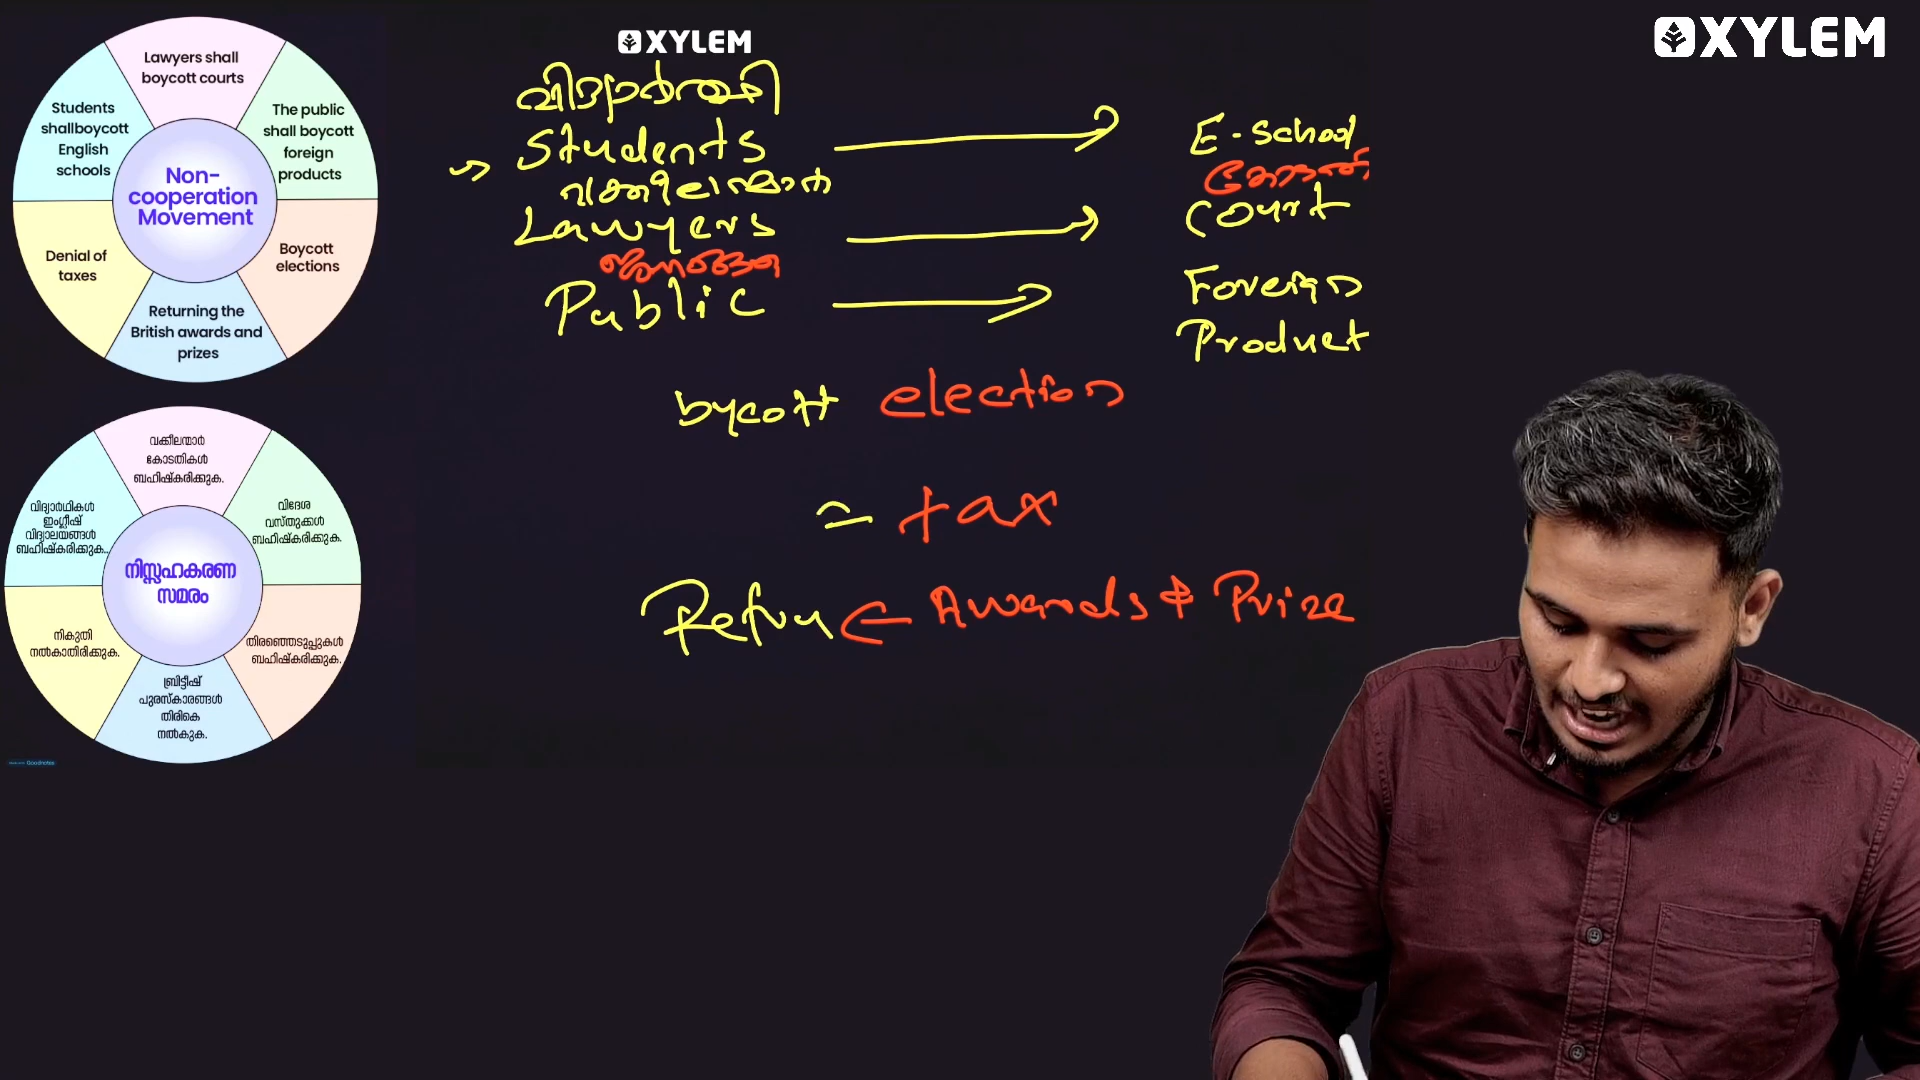 Lawyers shall
boycott courts
Students
shallboycott
English
schools
The public
shall boycott
foreign
products
Non-
cooperation
Movement
Denial of
taxes
Boycott
elections
Returning the
British awards and
prizes
വക്കീലന്മാർ
കോടതികൾ
ബഹിഷ്കരിക്കുക.
വിദ്യാർഥികൾ
ഇംഗ്ലീഷ്
വിദ്യാലയങ്ങൾ
ബഹിഷ്കരിക്കുക..
വിദേശ
വസ്തുക്കൾ
ബഹിഷ്കരിക്കുക.
നിസ്സഹകരണ
സമരം
നികുതി
നൽകാതിരിക്കുക.
തിരഞ്ഞെടുപ്പുകൾ
ബഹിഷ്കരിക്കുക.
ബ്രിട്ടീഷ്
പുരസ്കാരങ്ങൾ
തിരികെ
നൽകുക.
Goodnotes
XYLEM
Students
E-School
Lawyers
Court
Public
Foreign
Product
bycott election
= tax
Awards & Prize
XYLEM